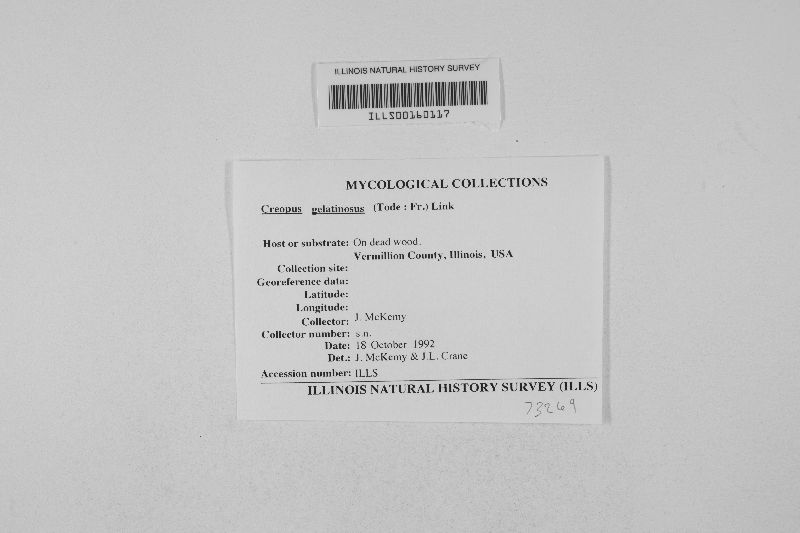 ILLINOIS NATURAL HISTORY SURVEY
ILLS00160117
MYCOLOGICAL COLLECTIONS
Creopus gelatinosus (Tode : Fr.) Link
Host or substrate: On dead wood.
Vermillion County, Illinois, USA
Collection site:
Georeference data:
Latitude:
Longitude:
Collector: J. McKemy
Collector number: s.n.
Date: 18 October 1992
Det.: J. McKemy & J.L. Crane
Accession number: ILLS
ILLINOIS NATURAL HISTORY SURVEY (ILLS)
73269